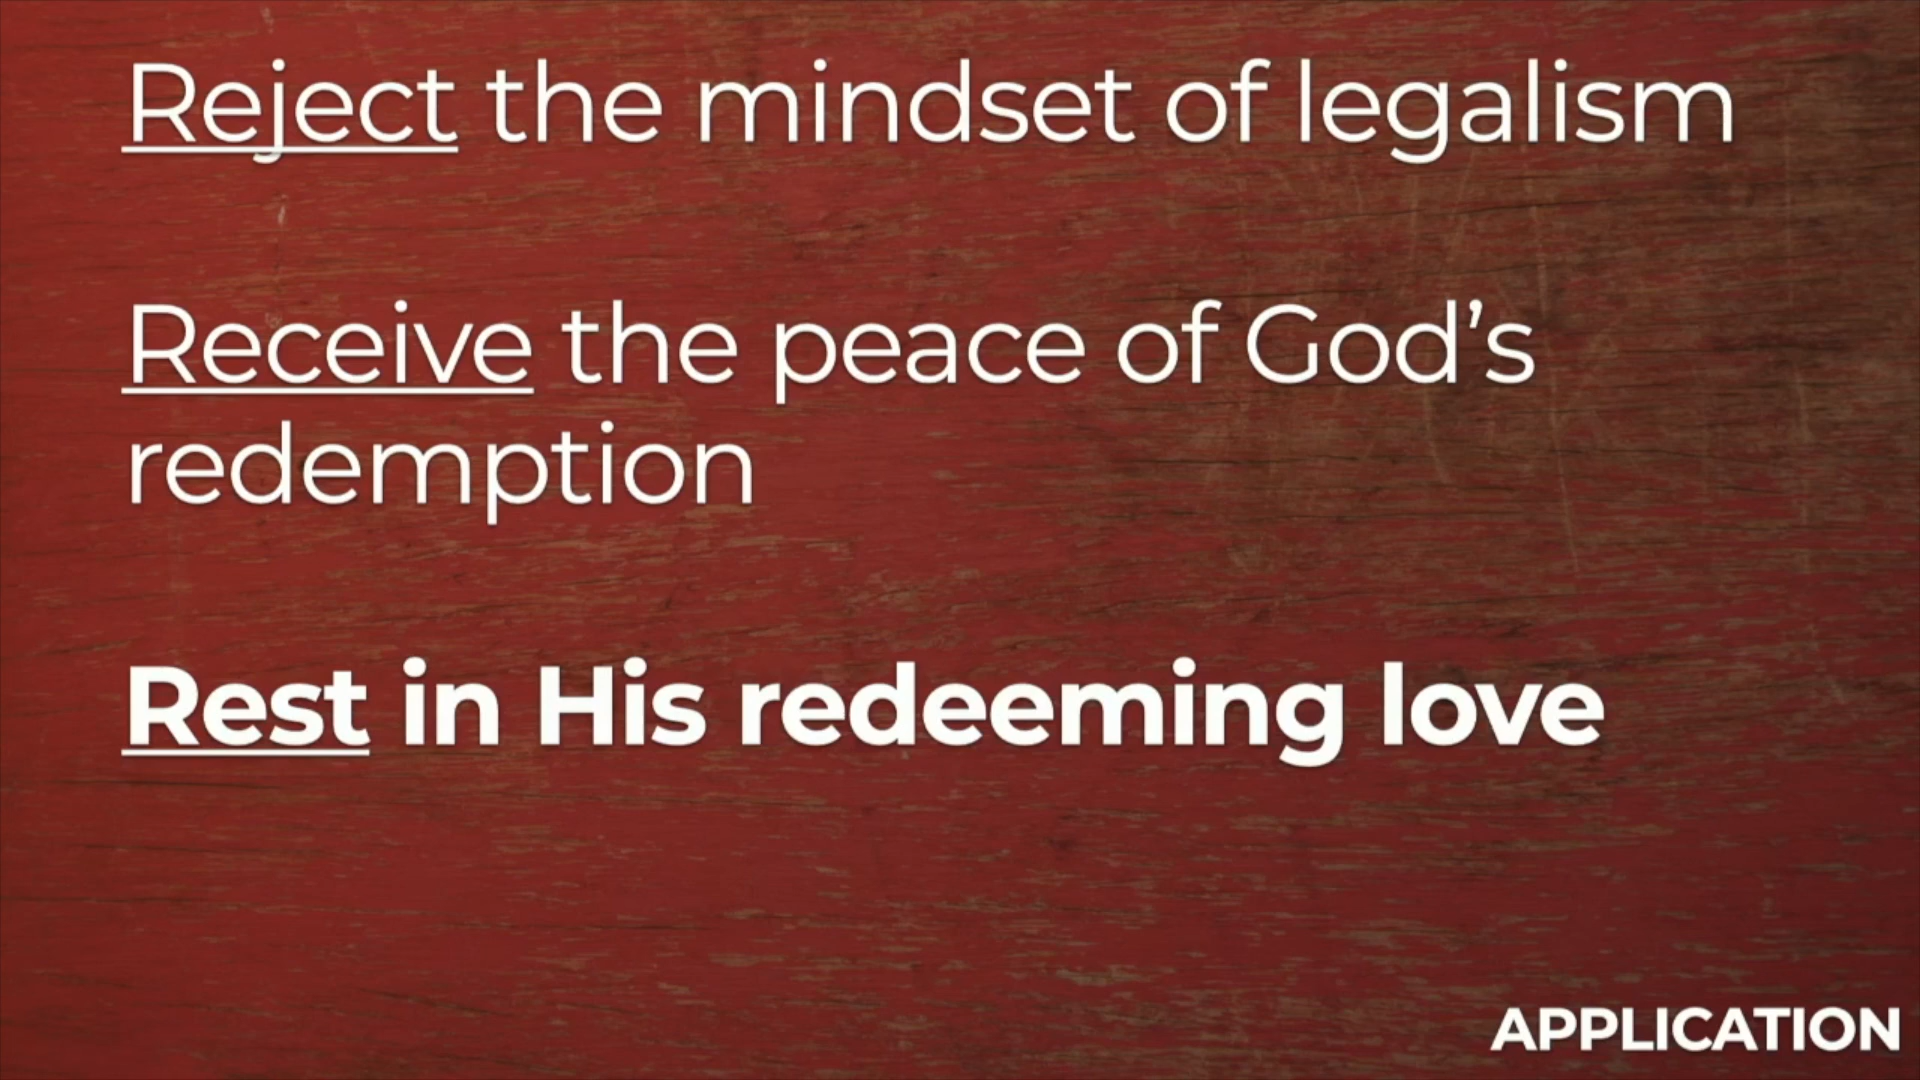 Reject the mindset of legalism
Receive the peace of God’s
redemption
Rest in His redeeming love
APPLICATION